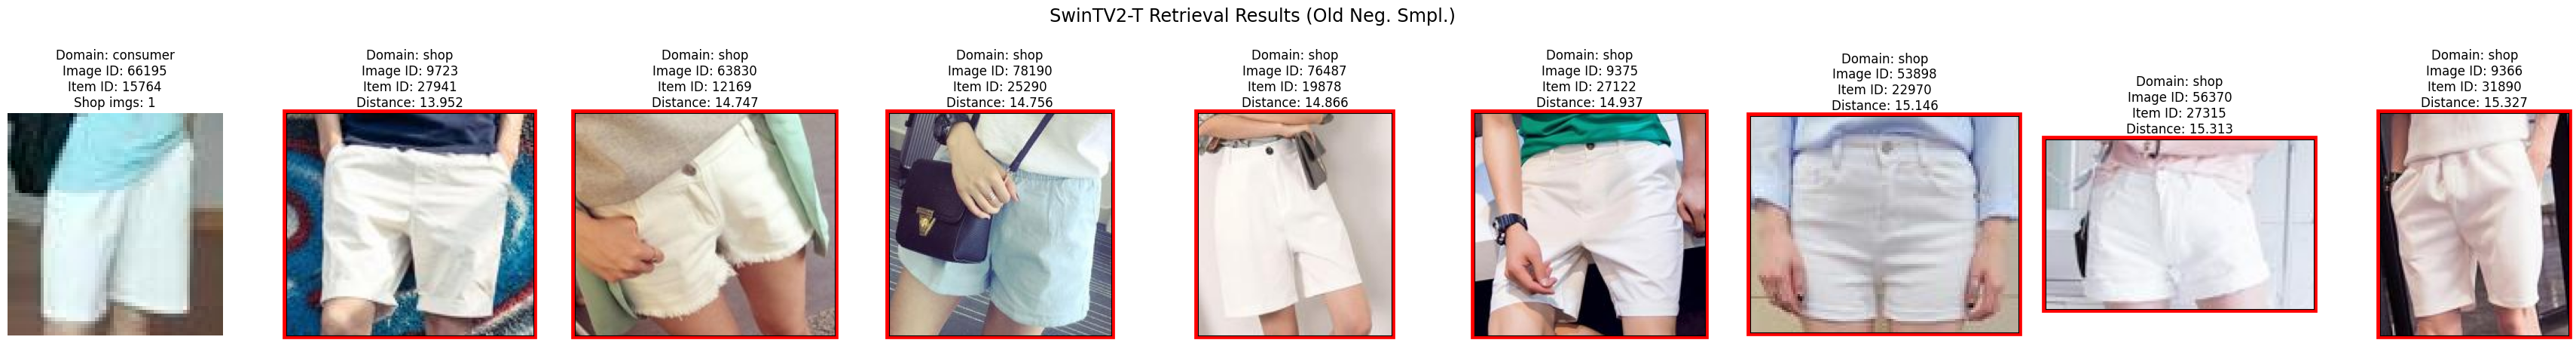 SwinTV2-T Retrieval Results (Old Neg. Smpl.)
Domain: consumer
Image ID: 66195
Item ID: 15764
Shop imgs: 1
Domain: shop
Image ID: 9723
Item ID: 27941
Distance: 13.952
Domain: shop
Image ID: 63830
Item ID: 12169
Distance: 14.747
Domain: shop
Image ID: 78190
Item ID: 25290
Distance: 14.756
Domain: shop
Image ID: 76487
Item ID: 19878
Distance: 14.866
Domain: shop
Image ID: 9375
Item ID: 27122
Distance: 14.937
Domain: shop
Image ID: 53898
Item ID: 22970
Distance: 15.146
Domain: shop
Image ID: 56370
Item ID: 27315
Distance: 15.313
Domain: shop
Image ID: 9366
Item ID: 31890
Distance: 15.327